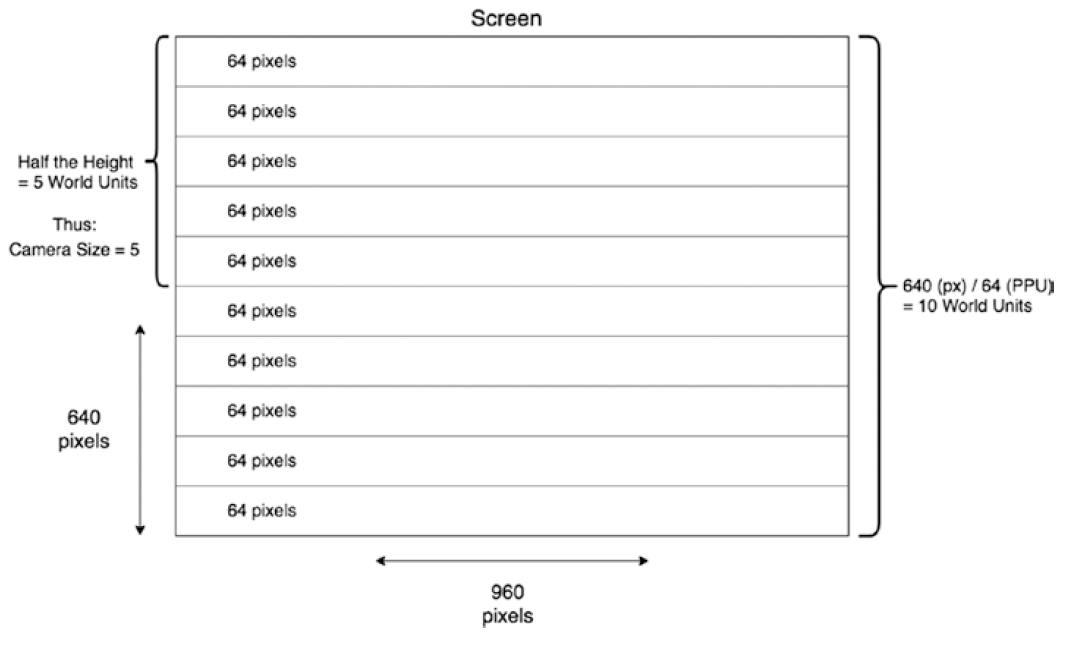 Screen
64 pixels
64 pixels
64 pixels
64 pixels
64 pixels
64 pixels
64 pixels
64 pixels
64 pixels
64 pixels
Half the Height
= 5 World Units
Thus:
Camera Size = 5
640
pixels
640 (px) / 64 (PPU)
= 10 World Units
960
pixels